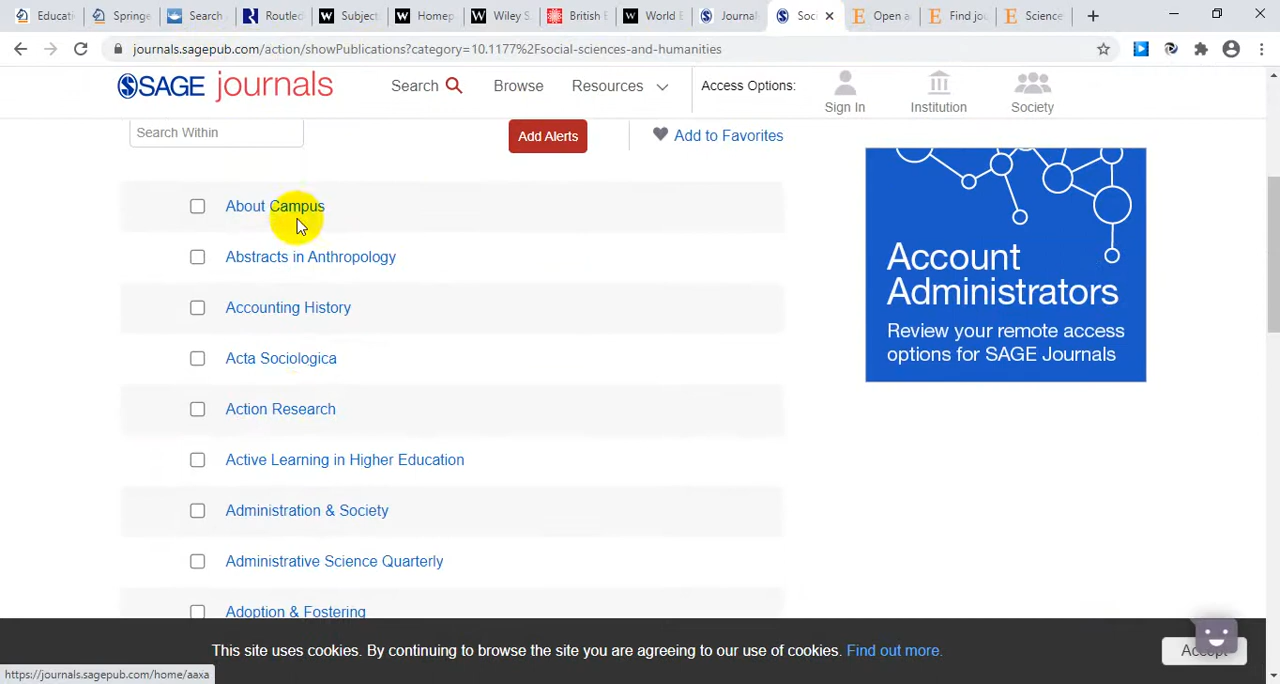 Educati Springe Search Routled Subject Homep Wiley S British E World E Journal Soci Open a Find jou Science
journals.sagepub.com/action/showPublications?category=10.1177%2Fsocial-sciences-and-humanities
SAGE journals Search Browse Resources Access Options: Sign In Institution Society
Search Within Add Alerts Add to Favorites
About Campus
Abstracts in Anthropology
Accounting History
Acta Sociologica
Action Research
Active Learning in Higher Education
Administration & Society
Administrative Science Quarterly
Adoption & Fostering
Account
Administrators
Review your remote access
options for SAGE Journals
This site uses cookies. By continuing to browse the site you are agreeing to our use of cookies. Find out more. Accept
https://journals.sagepub.com/home/aaxa